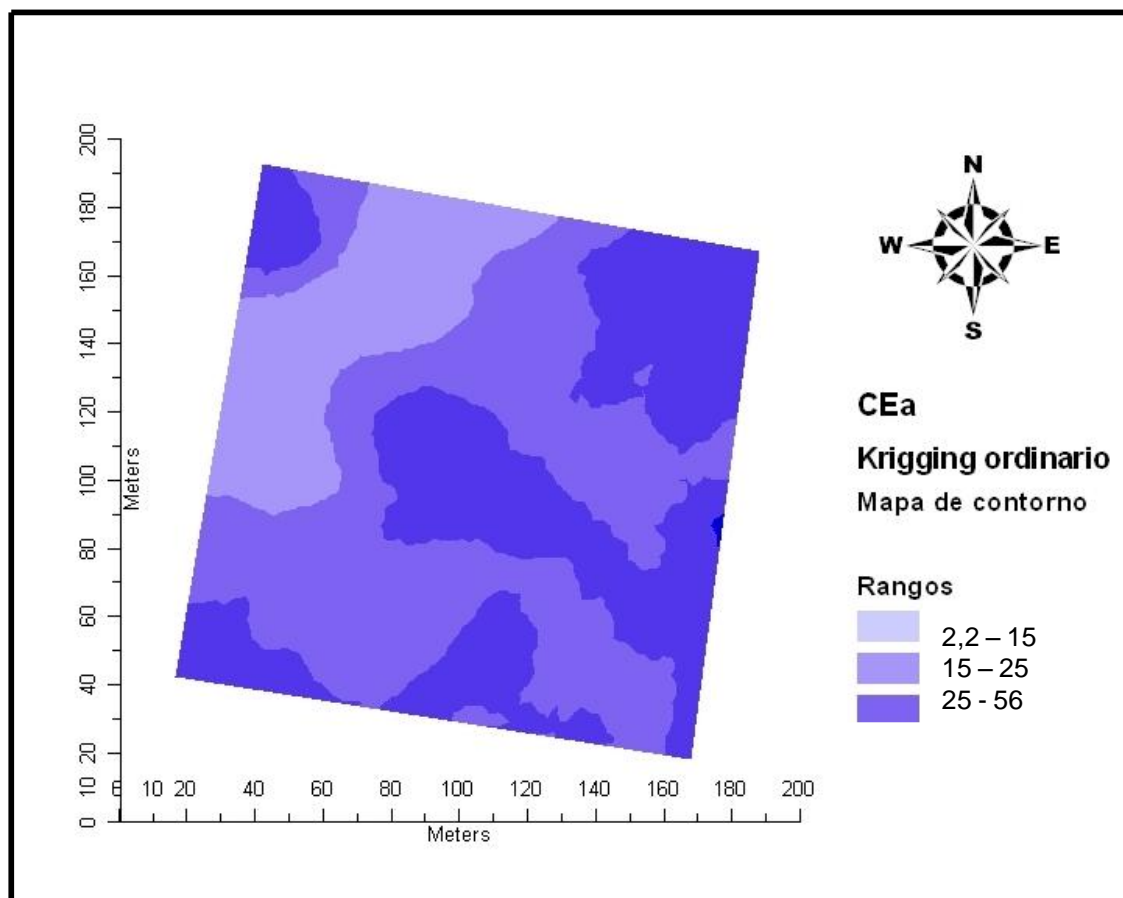 200
180
160
140
120
100
80
60
40
20
10
0
Meters
6 10 20 40 60 80 100 120 140 160 180 200
Meters
N
W E
S
CEa
Krigging ordinario
Mapa de contorno
Rangos
2,2 – 15
15 – 25
25 - 56